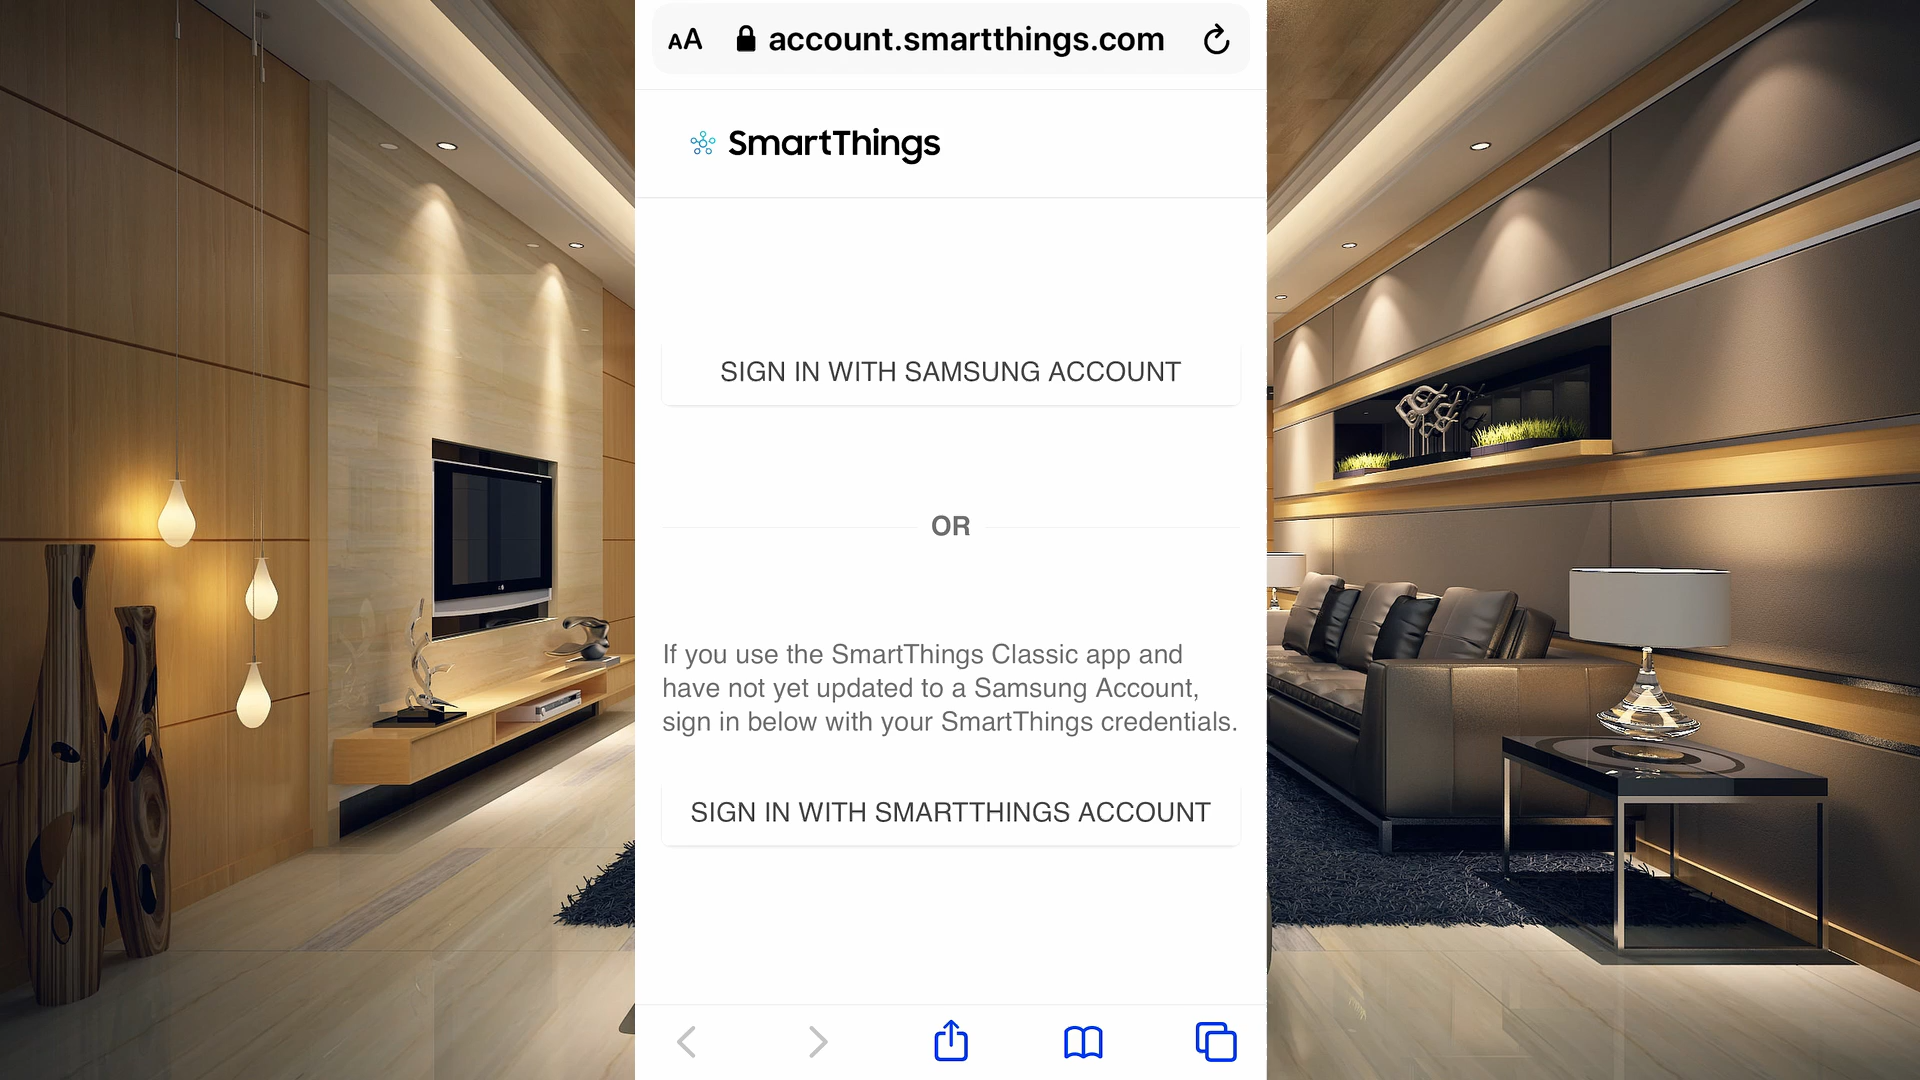 AA account.smartthings.com
SmartThings
SIGN IN WITH SAMSUNG ACCOUNT
OR
If you use the SmartThings Classic app and
have not yet updated to a Samsung Account,
sign in below with your SmartThings credentials.
SIGN IN WITH SMARTTHINGS ACCOUNT